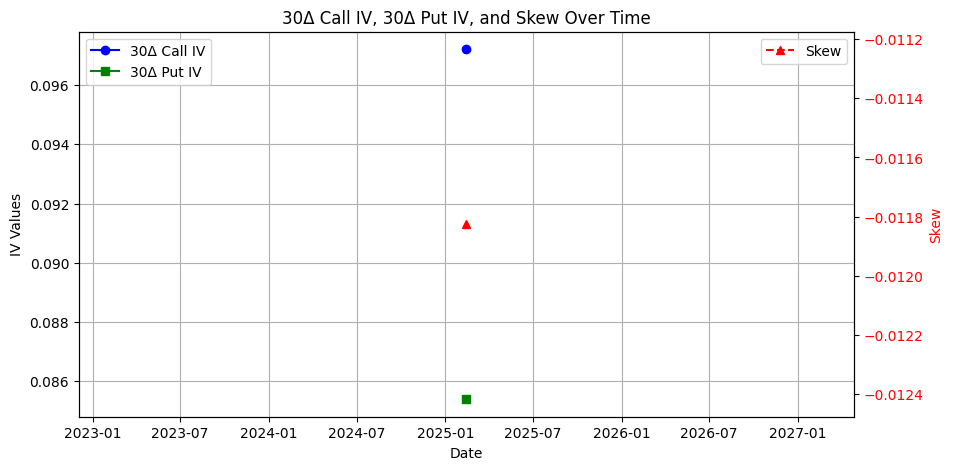 30Δ Call IV, 30Δ Put IV, and Skew Over Time
30Δ Call IV
30Δ Put IV
Skew
0.096
0.094
0.092
0.090
0.088
0.086
IV Values
−0.0112
−0.0114
−0.0116
−0.0118
−0.0120
−0.0122
−0.0124
Skew
2023-01 2023-07 2024-01 2024-07 2025-01 2025-07 2026-01 2026-07 2027-01
Date